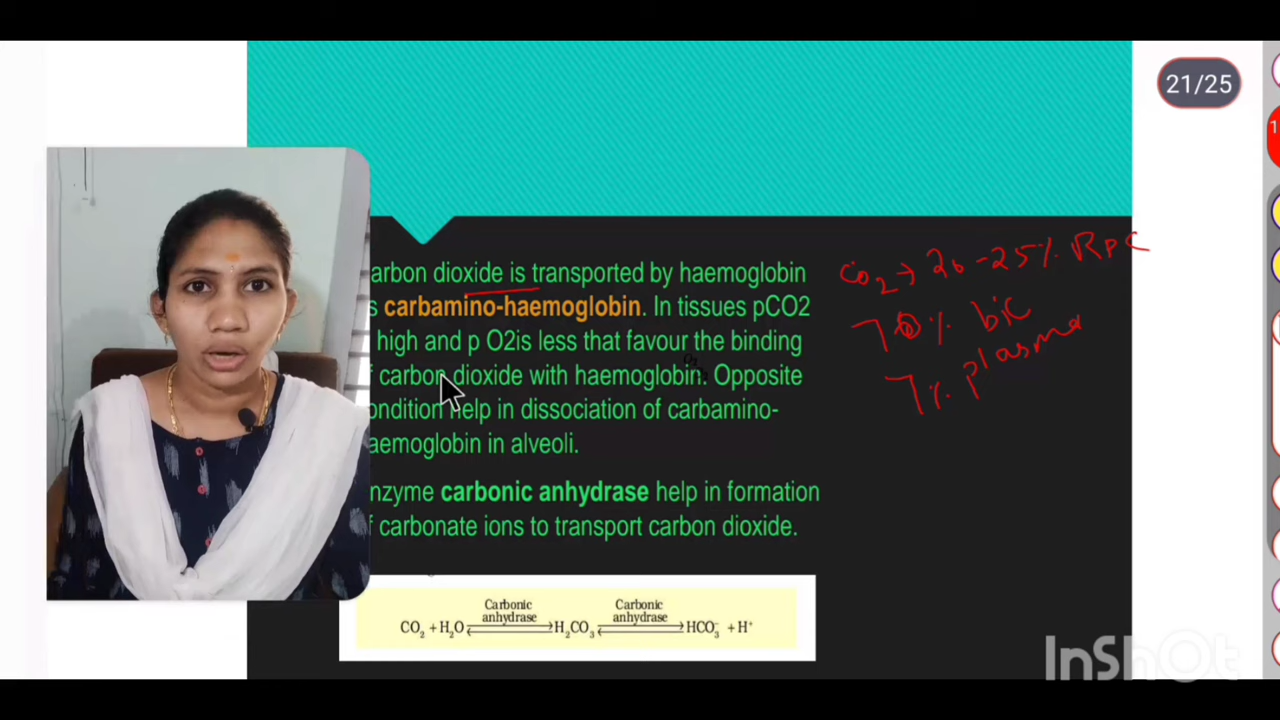 21/25
arbon dioxide is transported by haemoglobin
s carbamino-haemoglobin. In tissues pCO2
high and p O2is less that favour the binding
f carbon dioxide with haemoglobin. Opposite
ondition help in dissociation of carbamino-
aemoglobin in alveoli.
nzyme carbonic anhydrase help in formation
f carbonate ions to transport carbon dioxide.
CO2 → 20-25% RBC
70% bic
7% plasma
Carbonic anhydrase Carbonic anhydrase
CO2 + H2O ⇌ H2CO3 ⇌ HCO3- + H+
InShOt